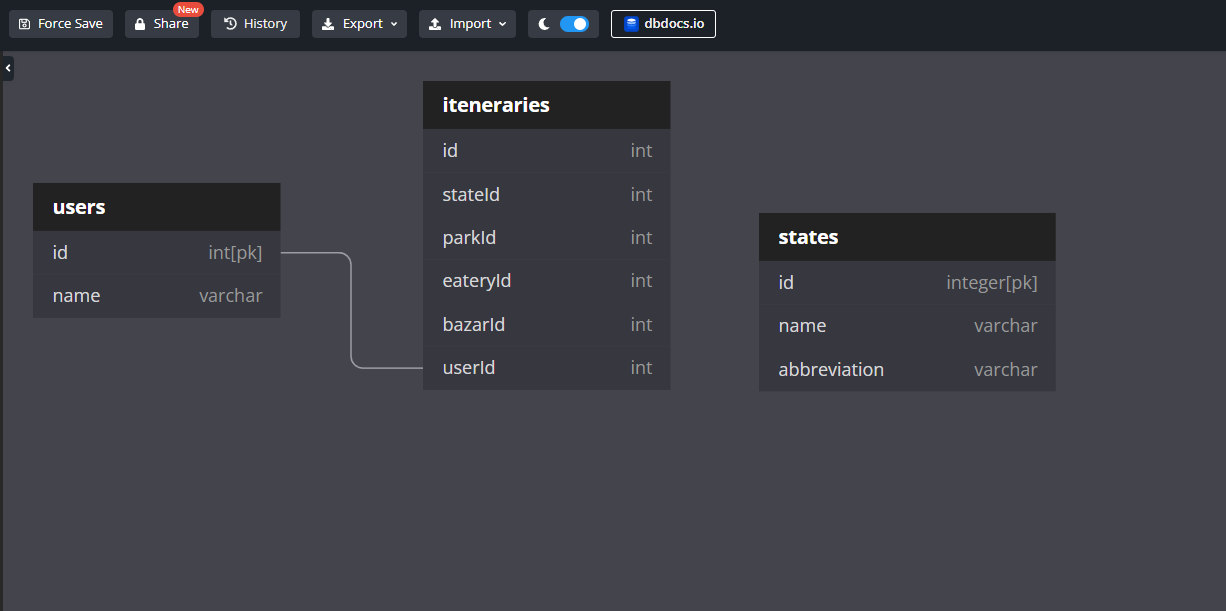 Force Save
Share
New
History
Export
Import
dbdocs.io
users
id int[pk]
name varchar
iteneraries
id int
stateId int
parkId int
eateryId int
bazarId int
userId int
states
id integer[pk]
name varchar
abbreviation varchar